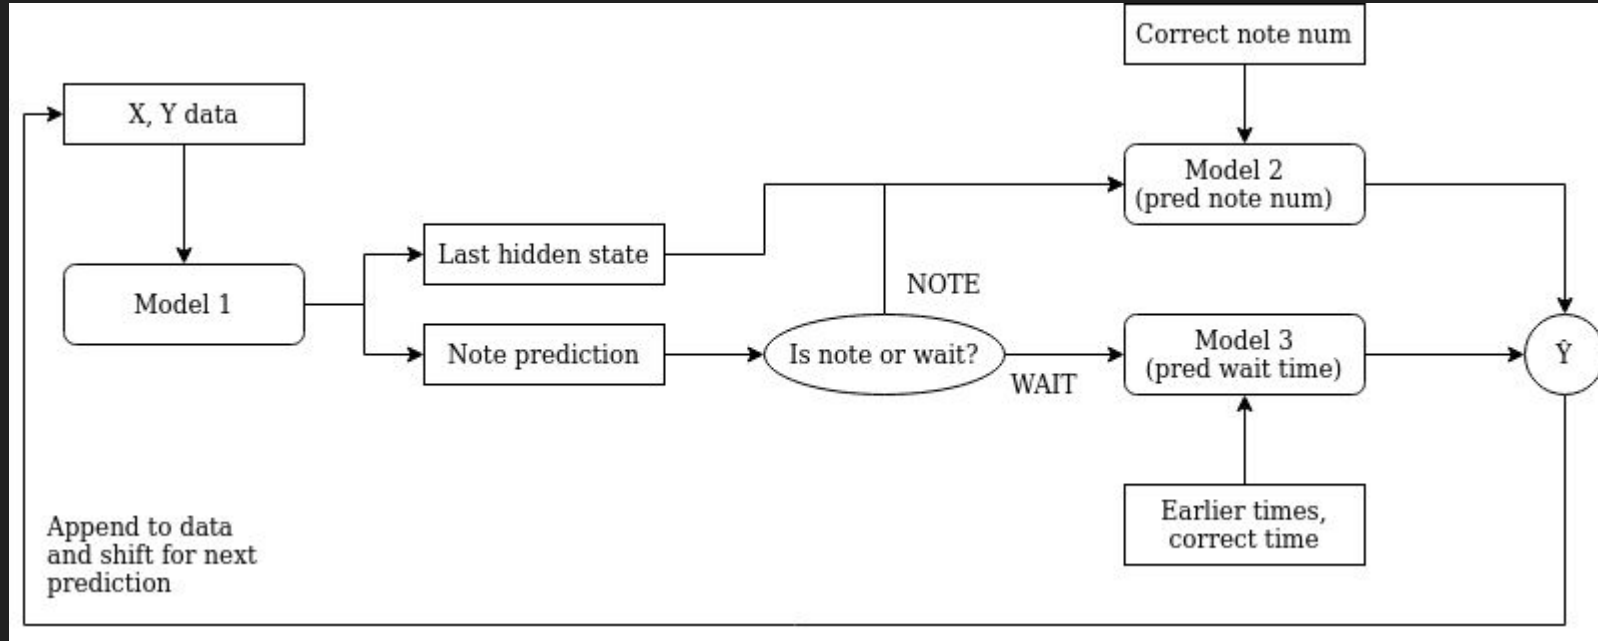 Correct note num
X, Y data
Model 2
(pred note num)
Last hidden state
Model 1
NOTE
Note prediction
Is note or wait?
Model 3
(pred wait time)
Ŷ
WAIT
Earlier times,
correct time
Append to data
and shift for next
prediction